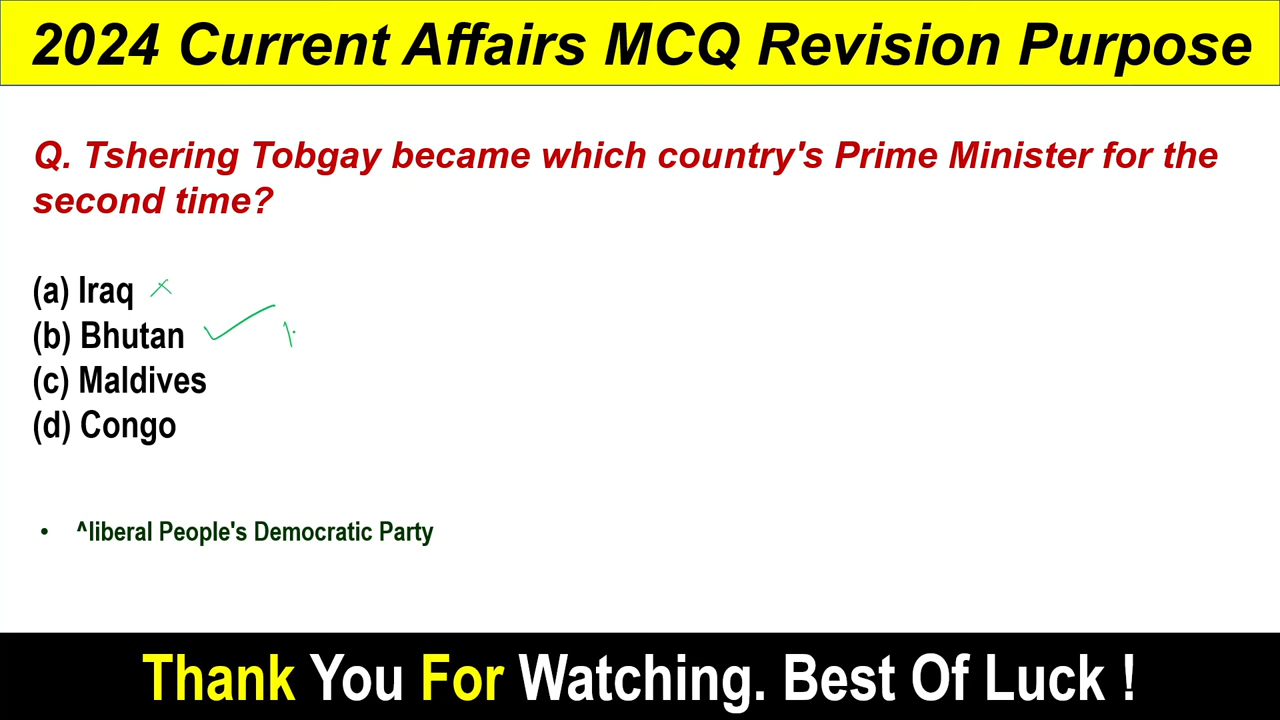 2024 Current Affairs MCQ Revision Purpose
Q. Tshering Tobgay became which country's Prime Minister for the
second time?
(a) Iraq
(b) Bhutan
(c) Maldives
(d) Congo
• ^liberal People's Democratic Party
Thank You For Watching. Best Of Luck !